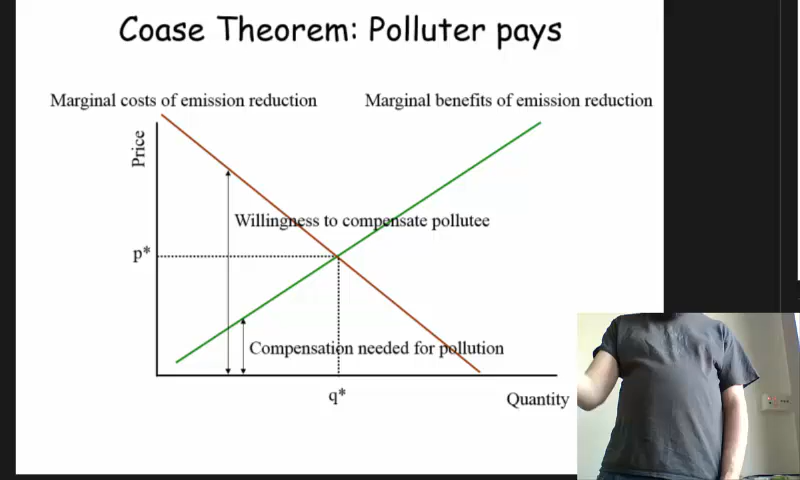 Coase Theorem: Polluter pays
Marginal costs of emission reduction
Marginal benefits of emission reduction
Price
Willingness to compensate pollutee
p*
Compensation needed for pollution
q*
Quantity